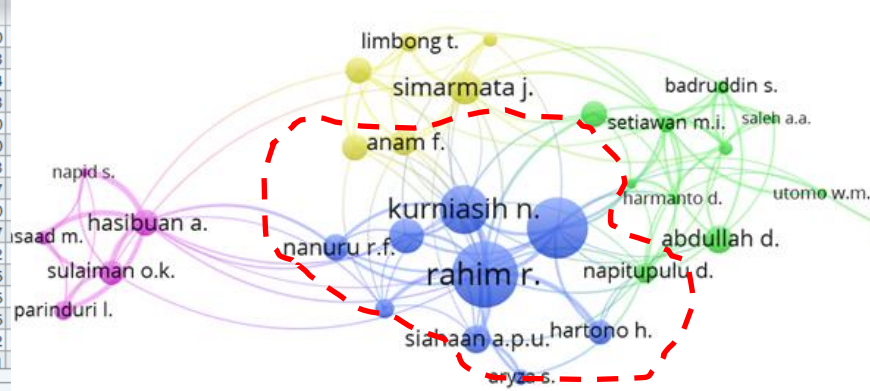 limbong t.
simarmata j.
badruddin s.
setiawan m.i.
saleh a.a.
anam f.
napid s.
harmanto d.
utomo w.m.
kurniasih n.
hasibuan a.
saad m.
nanuru r.f.
abdullah d.
sulaiman o.k.
rahim r.
napitupulu d.
parinduri l.
siahaan a.p.u.
hartono h.
aryza s.